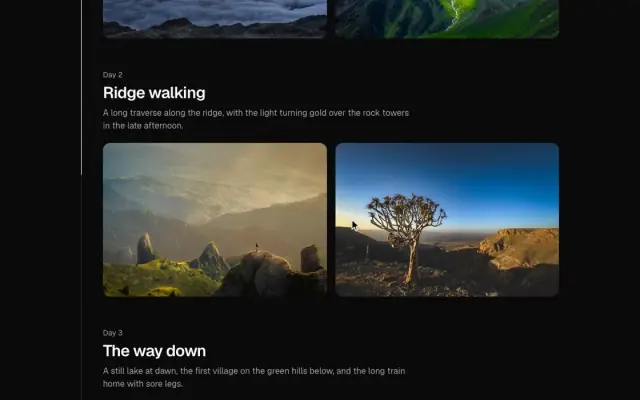 Day 2
Ridge walking
A long traverse along the ridge, with the light turning gold over the rock towers
in the late afternoon.
Day 3
The way down
A still lake at dawn, the first village on the green hills below, and the long train
home with sore legs.